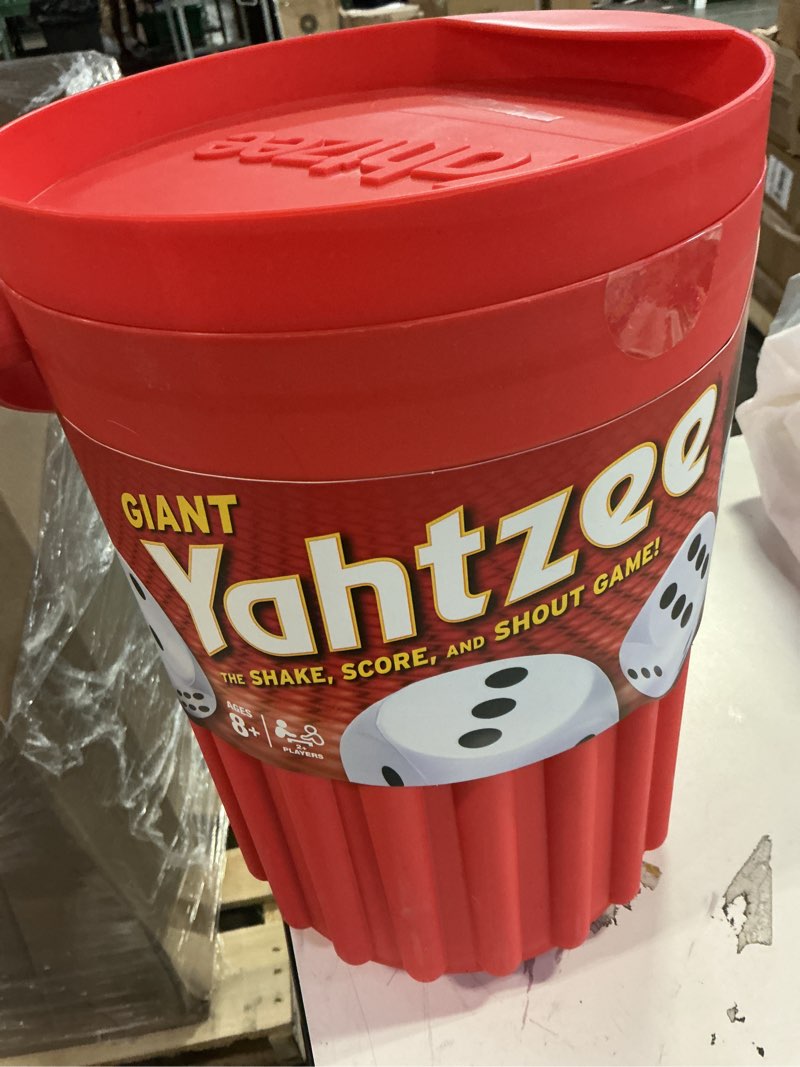 Yahtzee
GIANT
Yahtzee
THE SHAKE, SCORE, AND SHOUT GAME!
AGES
8+
2+
PLAYERS